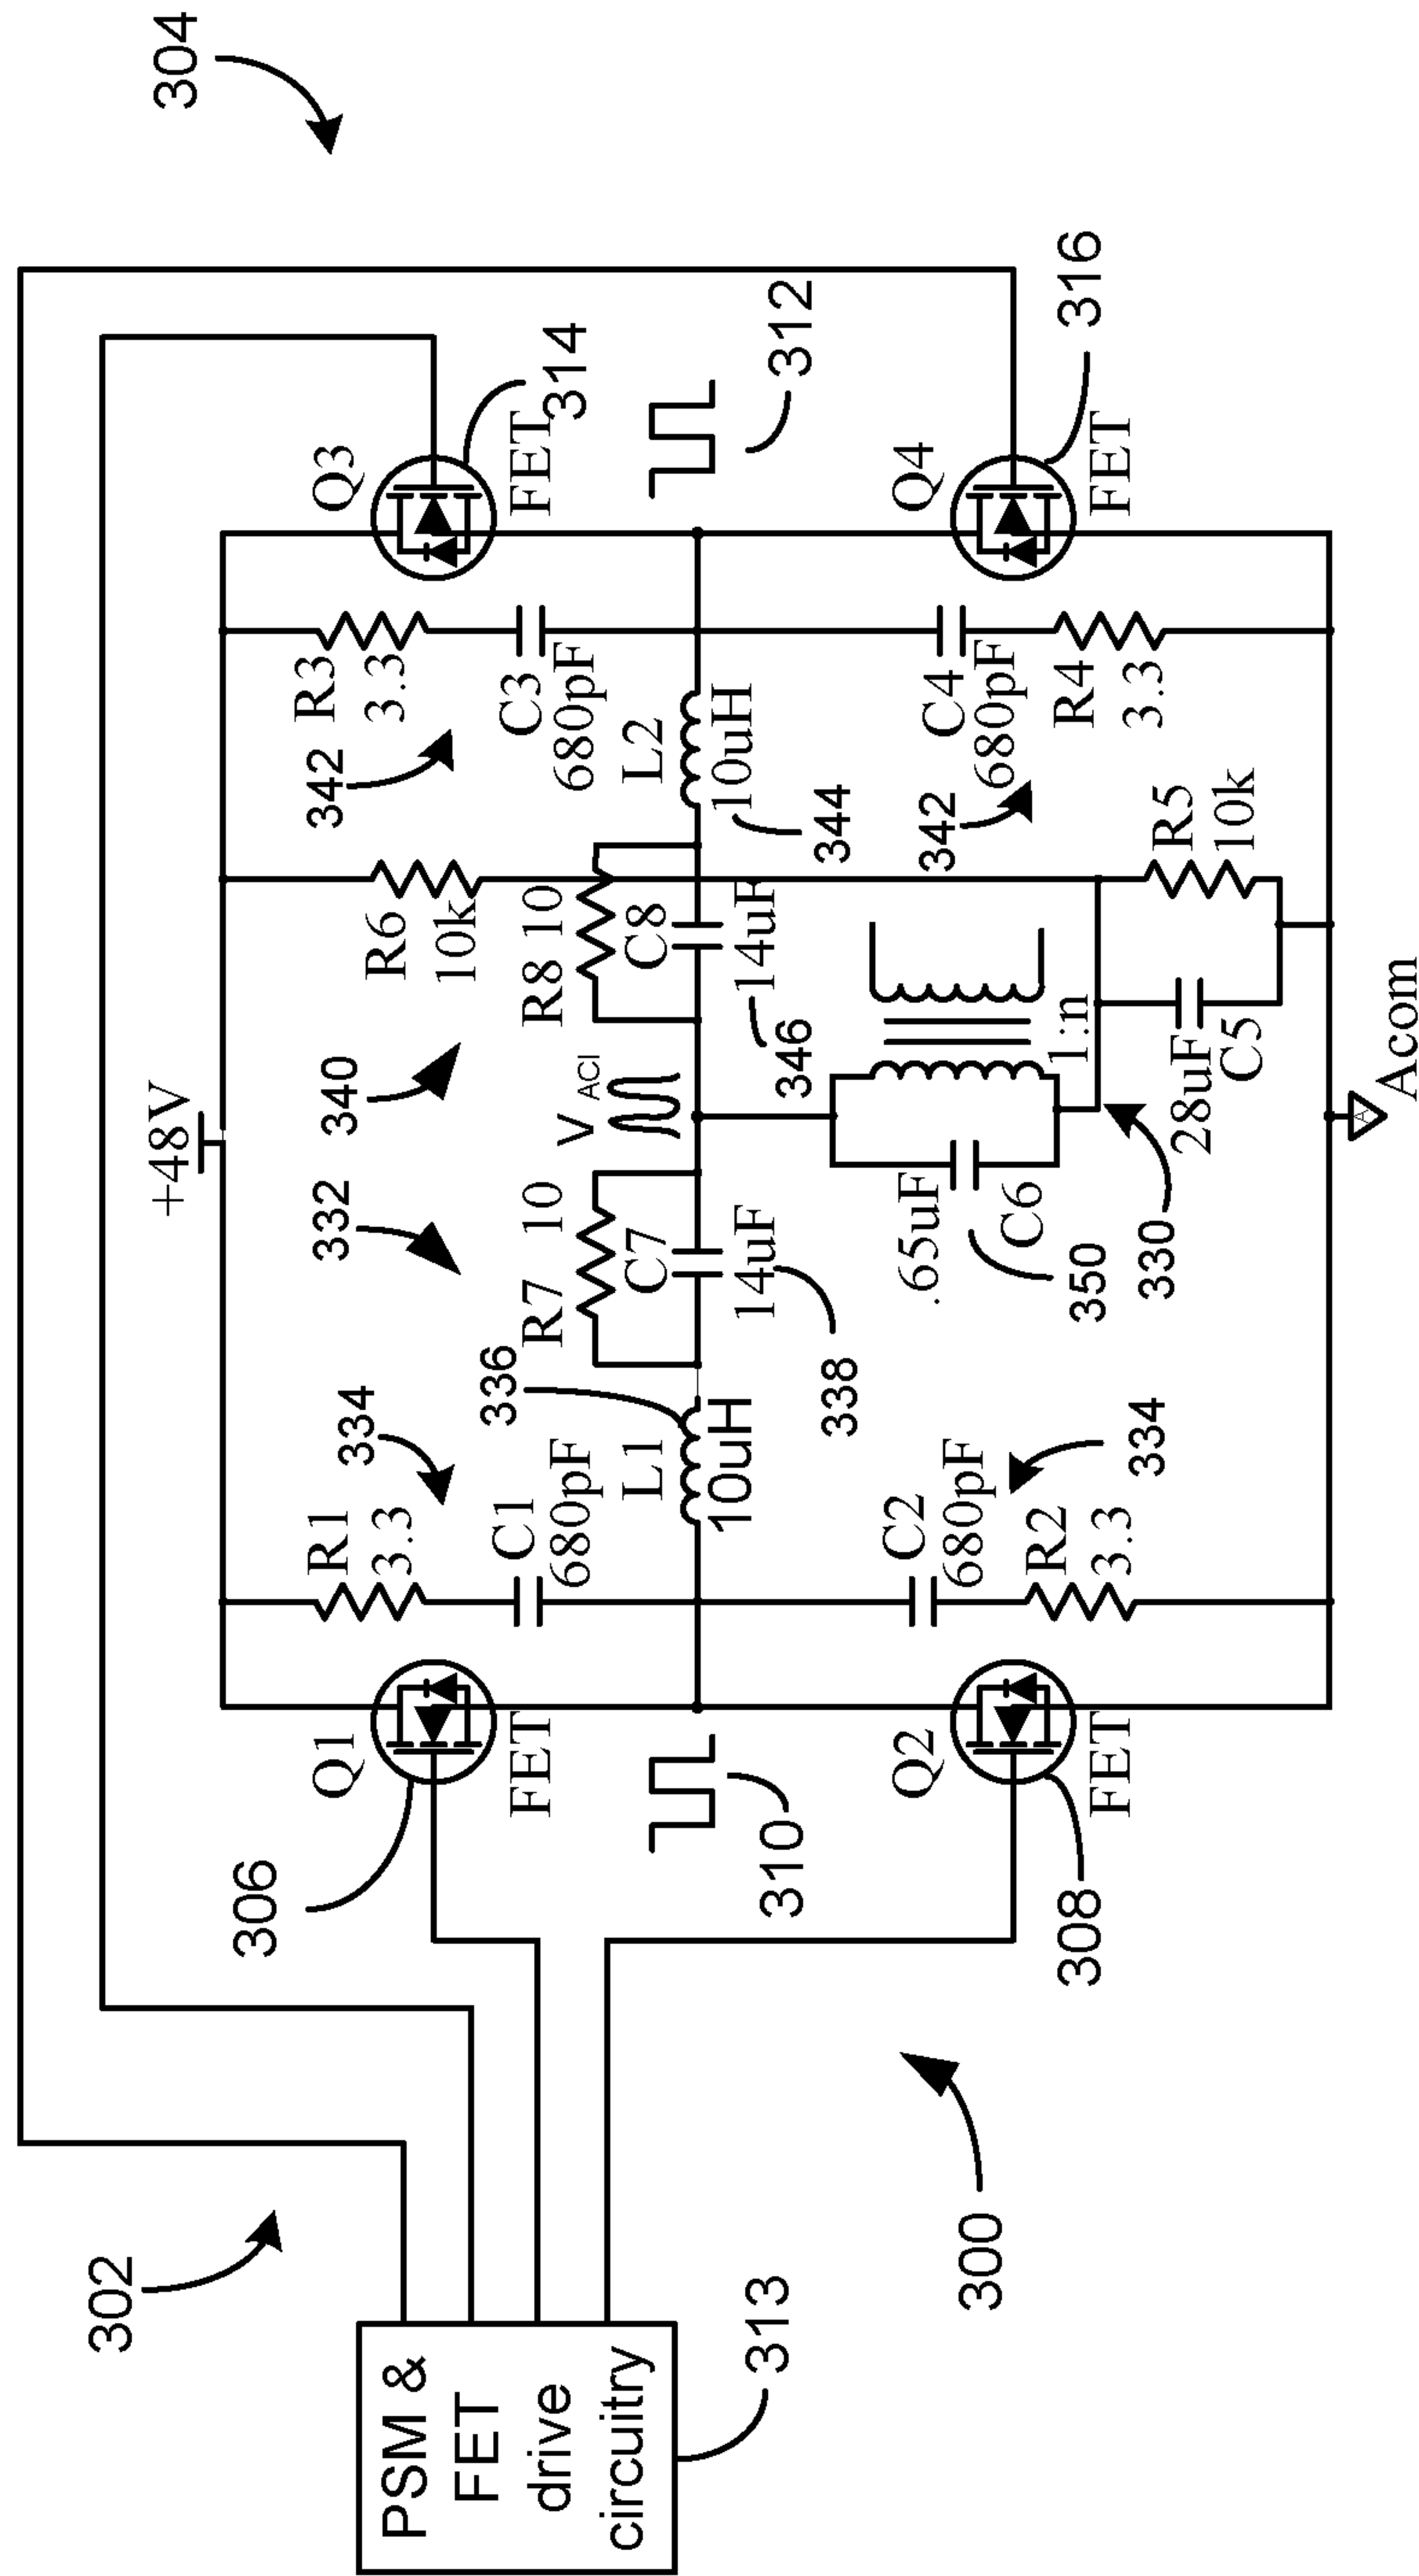 304
302
PSM &
FET
drive
circuitry
313
300
+48V
306
Q1
FET
310
Q2
FET
308
R1
3.3
334
C1
680pF
L1
10uH
336
C2
680pF
R2
3.3
334
332
R7
10
C7
14uF
338
V ACI
340
R6
10k
R8
10
C8
14uF
346
.65uF
C6
350
330
1:n
28uF
C5
R5
10k
342
R3
3.3
C3
680pF
L2
10uH
344
342
C4
680pF
R4
3.3
Q3
FET
314
312
Q4
FET
316
A
Acom